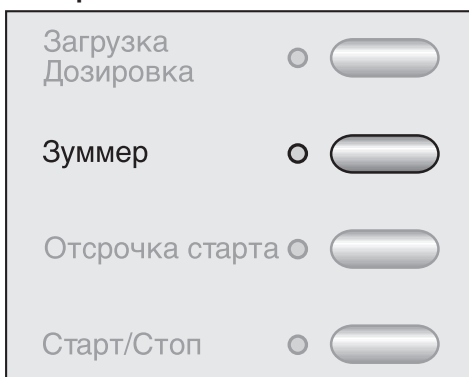 Загрузка
Дозировка
Зуммер
Отсрочка старта
Старт/Стоп